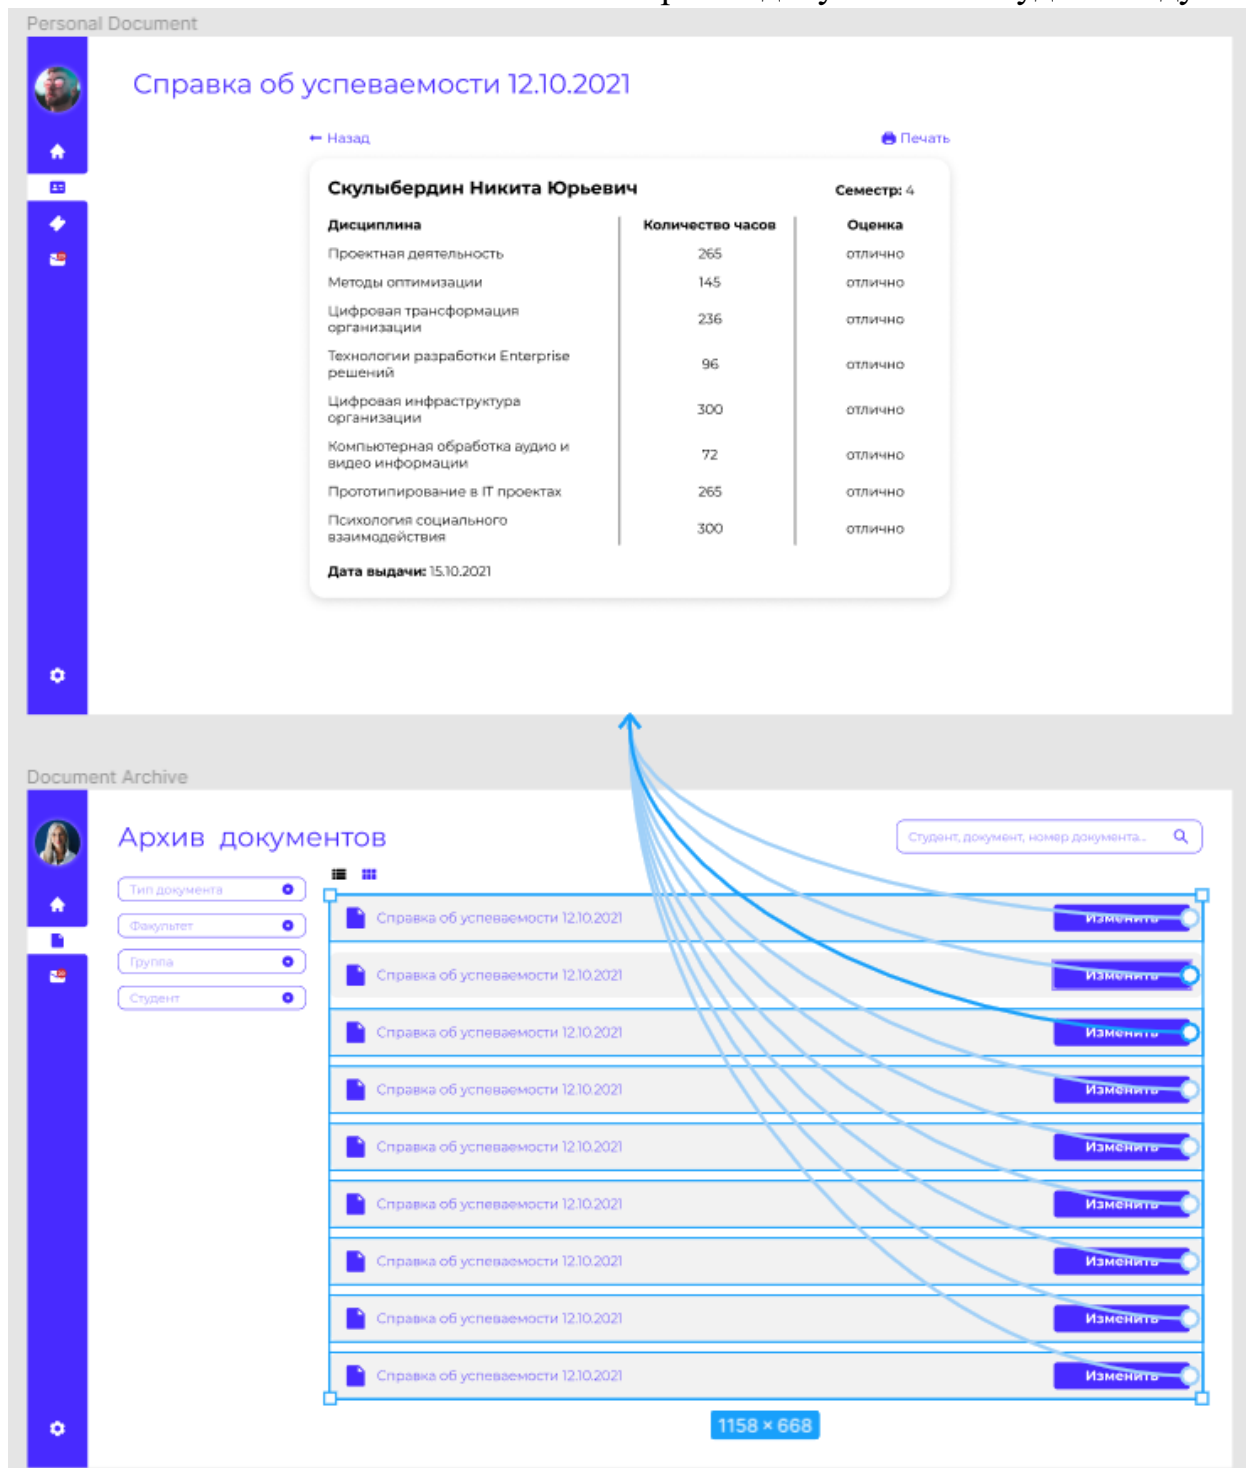 Personal Document
Справка об успеваемости 12.10.2021
Назад
Печать
Скулыбердин Никита Юрьевич
Семестр: 4
Дисциплина Количество часов Оценка
Проектная деятельность 265 отлично
Методы оптимизации 145 отлично
Цифровая трансформация
организации
236 отлично
Технологии разработки Enterprise
решений
96 отлично
Цифровая инфраструктура
организации
300 отлично
Компьютерная обработка аудио и
видео информации
72 отлично
Прототипирование в IT проектах 265 отлично
Психология социального
взаимодействия
300 отлично
Дата выдачи: 15.10.2021
Document Archive
Архив документов
Студент, документ, номер документа...
Тип документа
Факультет
Группа
Студент
Справка об успеваемости 12.10.2021 Изменить
Справка об успеваемости 12.10.2021 Изменить
Справка об успеваемости 12.10.2021 Изменить
Справка об успеваемости 12.10.2021 Изменить
Справка об успеваемости 12.10.2021 Изменить
Справка об успеваемости 12.10.2021 Изменить
Справка об успеваемости 12.10.2021 Изменить
Справка об успеваемости 12.10.2021 Изменить
Справка об успеваемости 12.10.2021 Изменить
1158 × 668